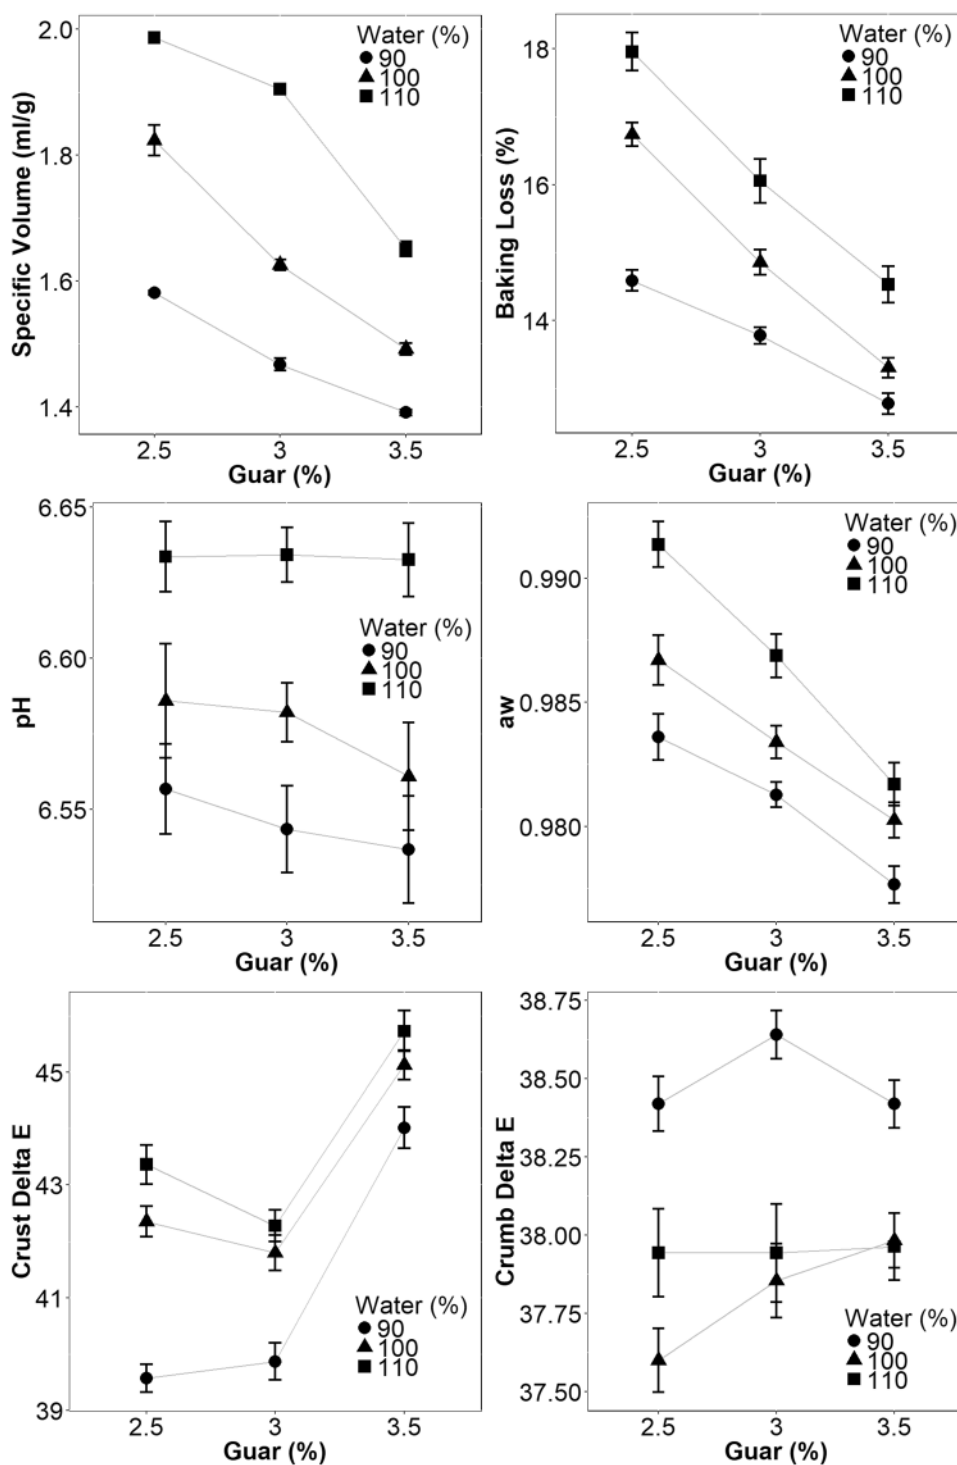 Specific Volume (ml/g)
2.0
1.8
1.6
1.4
Water (%)
90
100
110
2.5 3 3.5
Guar (%)
Baking Loss (%)
18
16
14
Water (%)
90
100
110
2.5 3 3.5
Guar (%)
pH
6.65
6.60
6.55
Water (%)
90
100
110
2.5 3 3.5
Guar (%)
aw
0.990
0.985
0.980
Water (%)
90
100
110
2.5 3 3.5
Guar (%)
Crust Delta E
45
43
41
39
Water (%)
90
100
110
2.5 3 3.5
Guar (%)
Crumb Delta E
38.75
38.50
38.25
38.00
37.75
37.50
Water (%)
90
100
110
2.5 3 3.5
Guar (%)